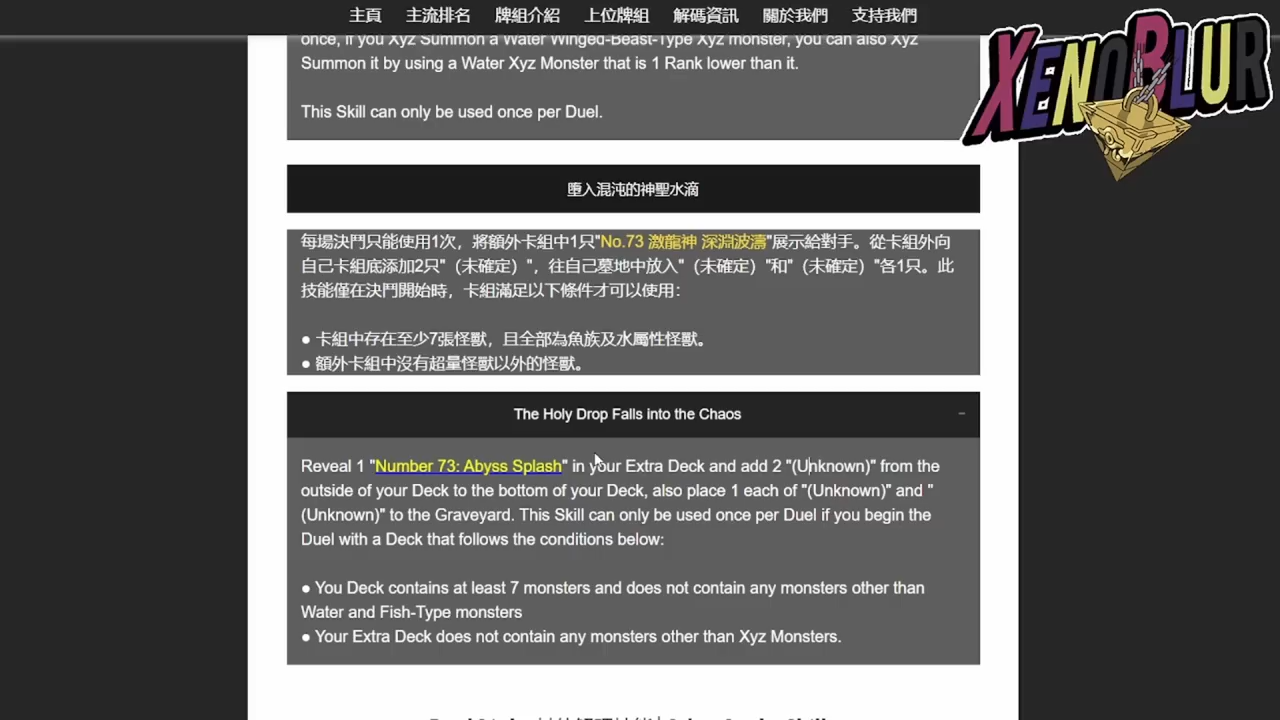 主頁 主流排名 牌組介紹 上位牌組 解碼資訊 關於我們 支持我們
XENOBLUR
once, if you Xyz Summon a Water Winged-Beast-Type Xyz monster, you can also Xyz
Summon it by using a Water Xyz Monster that is 1 Rank lower than it.
This Skill can only be used once per Duel.
墮入混沌的神聖水滴
每場決鬥只能使用1次，將額外卡組中1只"No.73 激龍神 深淵波濤"展示給對手。從卡組外向
自己卡組底添加2只"（未確定）"，往自己墓地中放入"（未確定）"和"（未確定）"各1只。此
技能僅在決鬥開始時，卡組滿足以下條件才可以使用：
● 卡組中存在至少7張怪獸，且全部為魚族及水屬性怪獸。
● 額外卡組中沒有超量怪獸以外的怪獸。
The Holy Drop Falls into the Chaos −
Reveal 1 "Number 73: Abyss Splash" in your Extra Deck and add 2 "(Unknown)" from the
outside of your Deck to the bottom of your Deck, also place 1 each of "(Unknown)" and "
(Unknown)" to the Graveyard. This Skill can only be used once per Duel if you begin the
Duel with a Deck that follows the conditions below:
● You Deck contains at least 7 monsters and does not contain any monsters other than
Water and Fish-Type monsters
● Your Extra Deck does not contain any monsters other than Xyz Monsters.